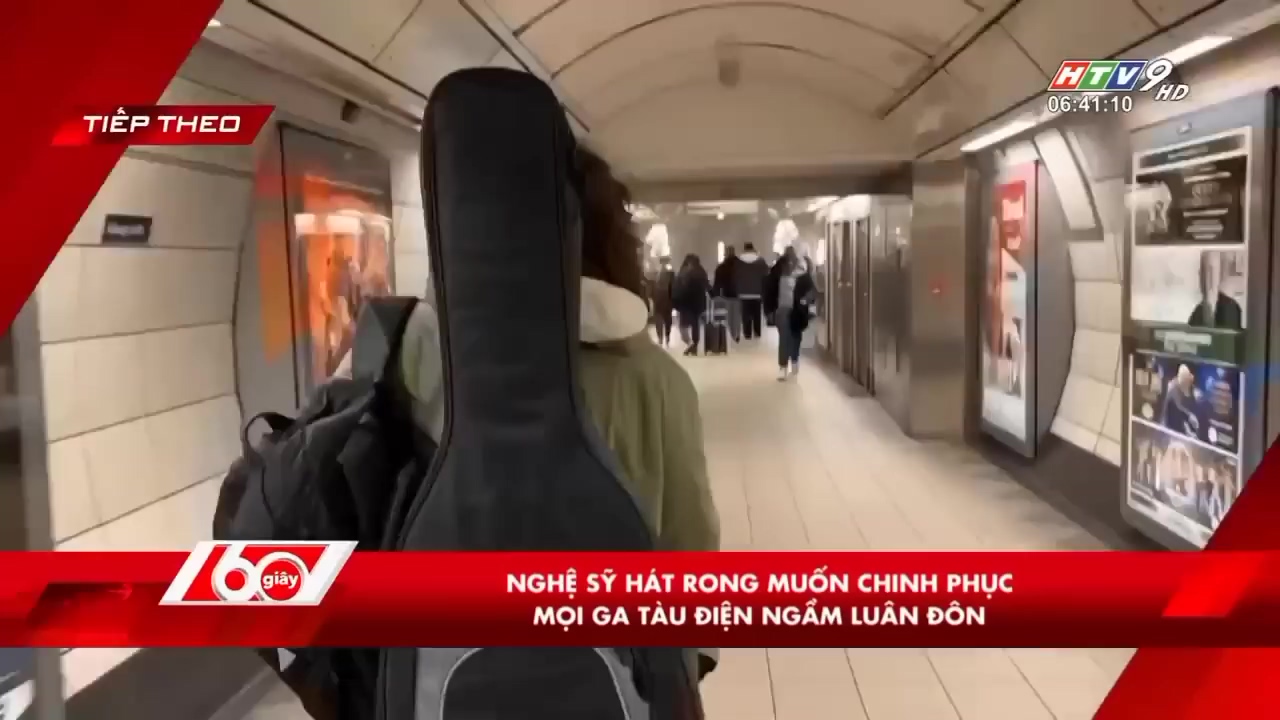 TIẾP THEO
HTV9
HD
06:41:10
60 giây
NGHỆ SỸ HÁT RONG MUỐN CHINH PHỤC
MỌI GA TÀU ĐIỆN NGẦM LUÂN ĐÔN